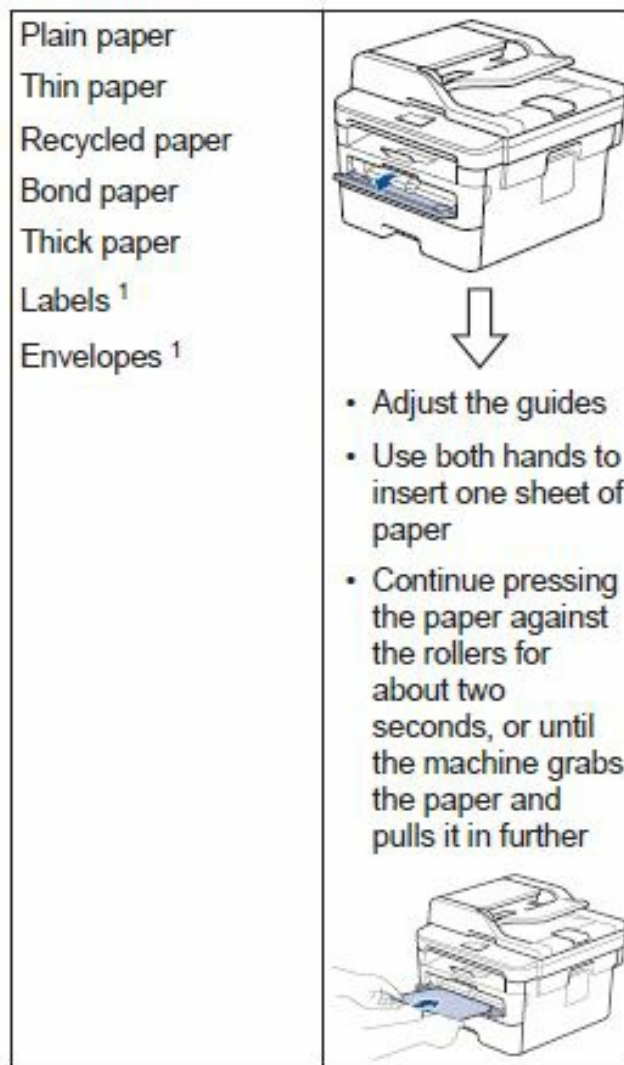 Plain paper
Thin paper
Recycled paper
Bond paper
Thick paper
Labels 1
Envelopes 1
• Adjust the guides
• Use both hands to
insert one sheet of
paper
• Continue pressing
the paper against
the rollers for
about two
seconds, or until
the machine grabs
the paper and
pulls it in further